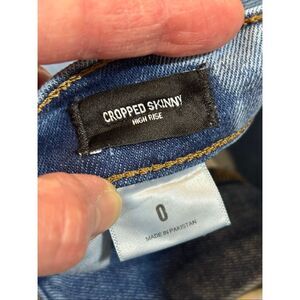 CROPPED SKINNY
HIGH RISE
0
MADE IN PAKISTAN